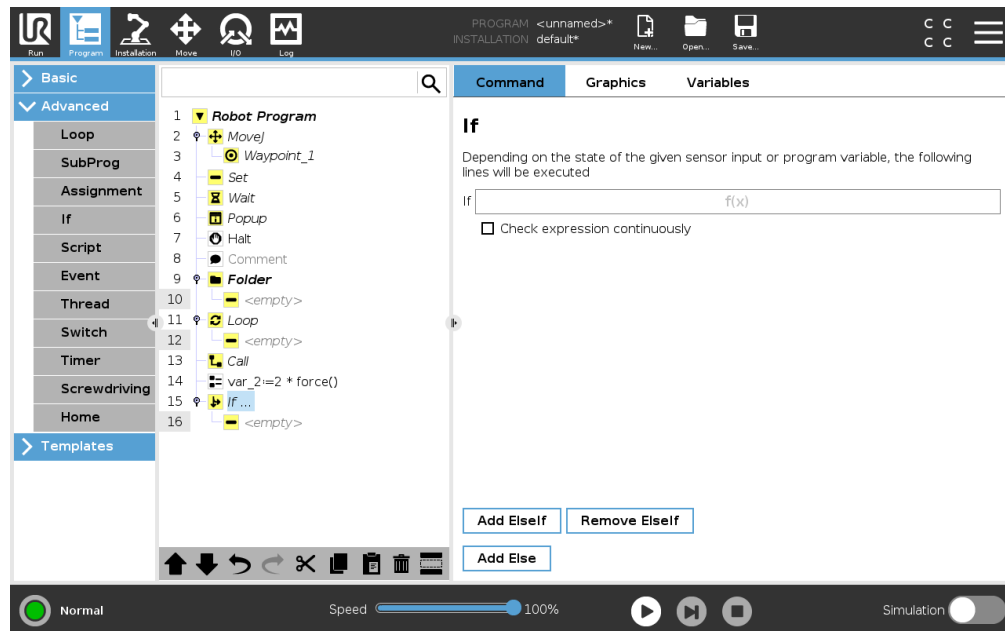 PROGRAM <unnamed>*
INSTALLATION default*
UR
Run
Program
Installation
Move
I/O
Log
New...
Open...
Save...
C C
C C
Basic
Advanced
Loop
SubProg
Assignment
If
Script
Event
Thread
Switch
Timer
Screwdriving
Home
Templates
1 Robot Program
2 MoveJ
3 Waypoint_1
4 Set
5 Wait
6 Popup
7 Halt
8 Comment
9 Folder
10 <empty>
11 Loop
12 <empty>
13 Call
14 var_2:=2 * force()
15 If ...
16 <empty>
Command Graphics Variables
If
Depending on the state of the given sensor input or program variable, the following
lines will be executed
If f(x)
Check expression continuously
Add ElseIf Remove ElseIf
Add Else
Normal
Speed 100%
Simulation